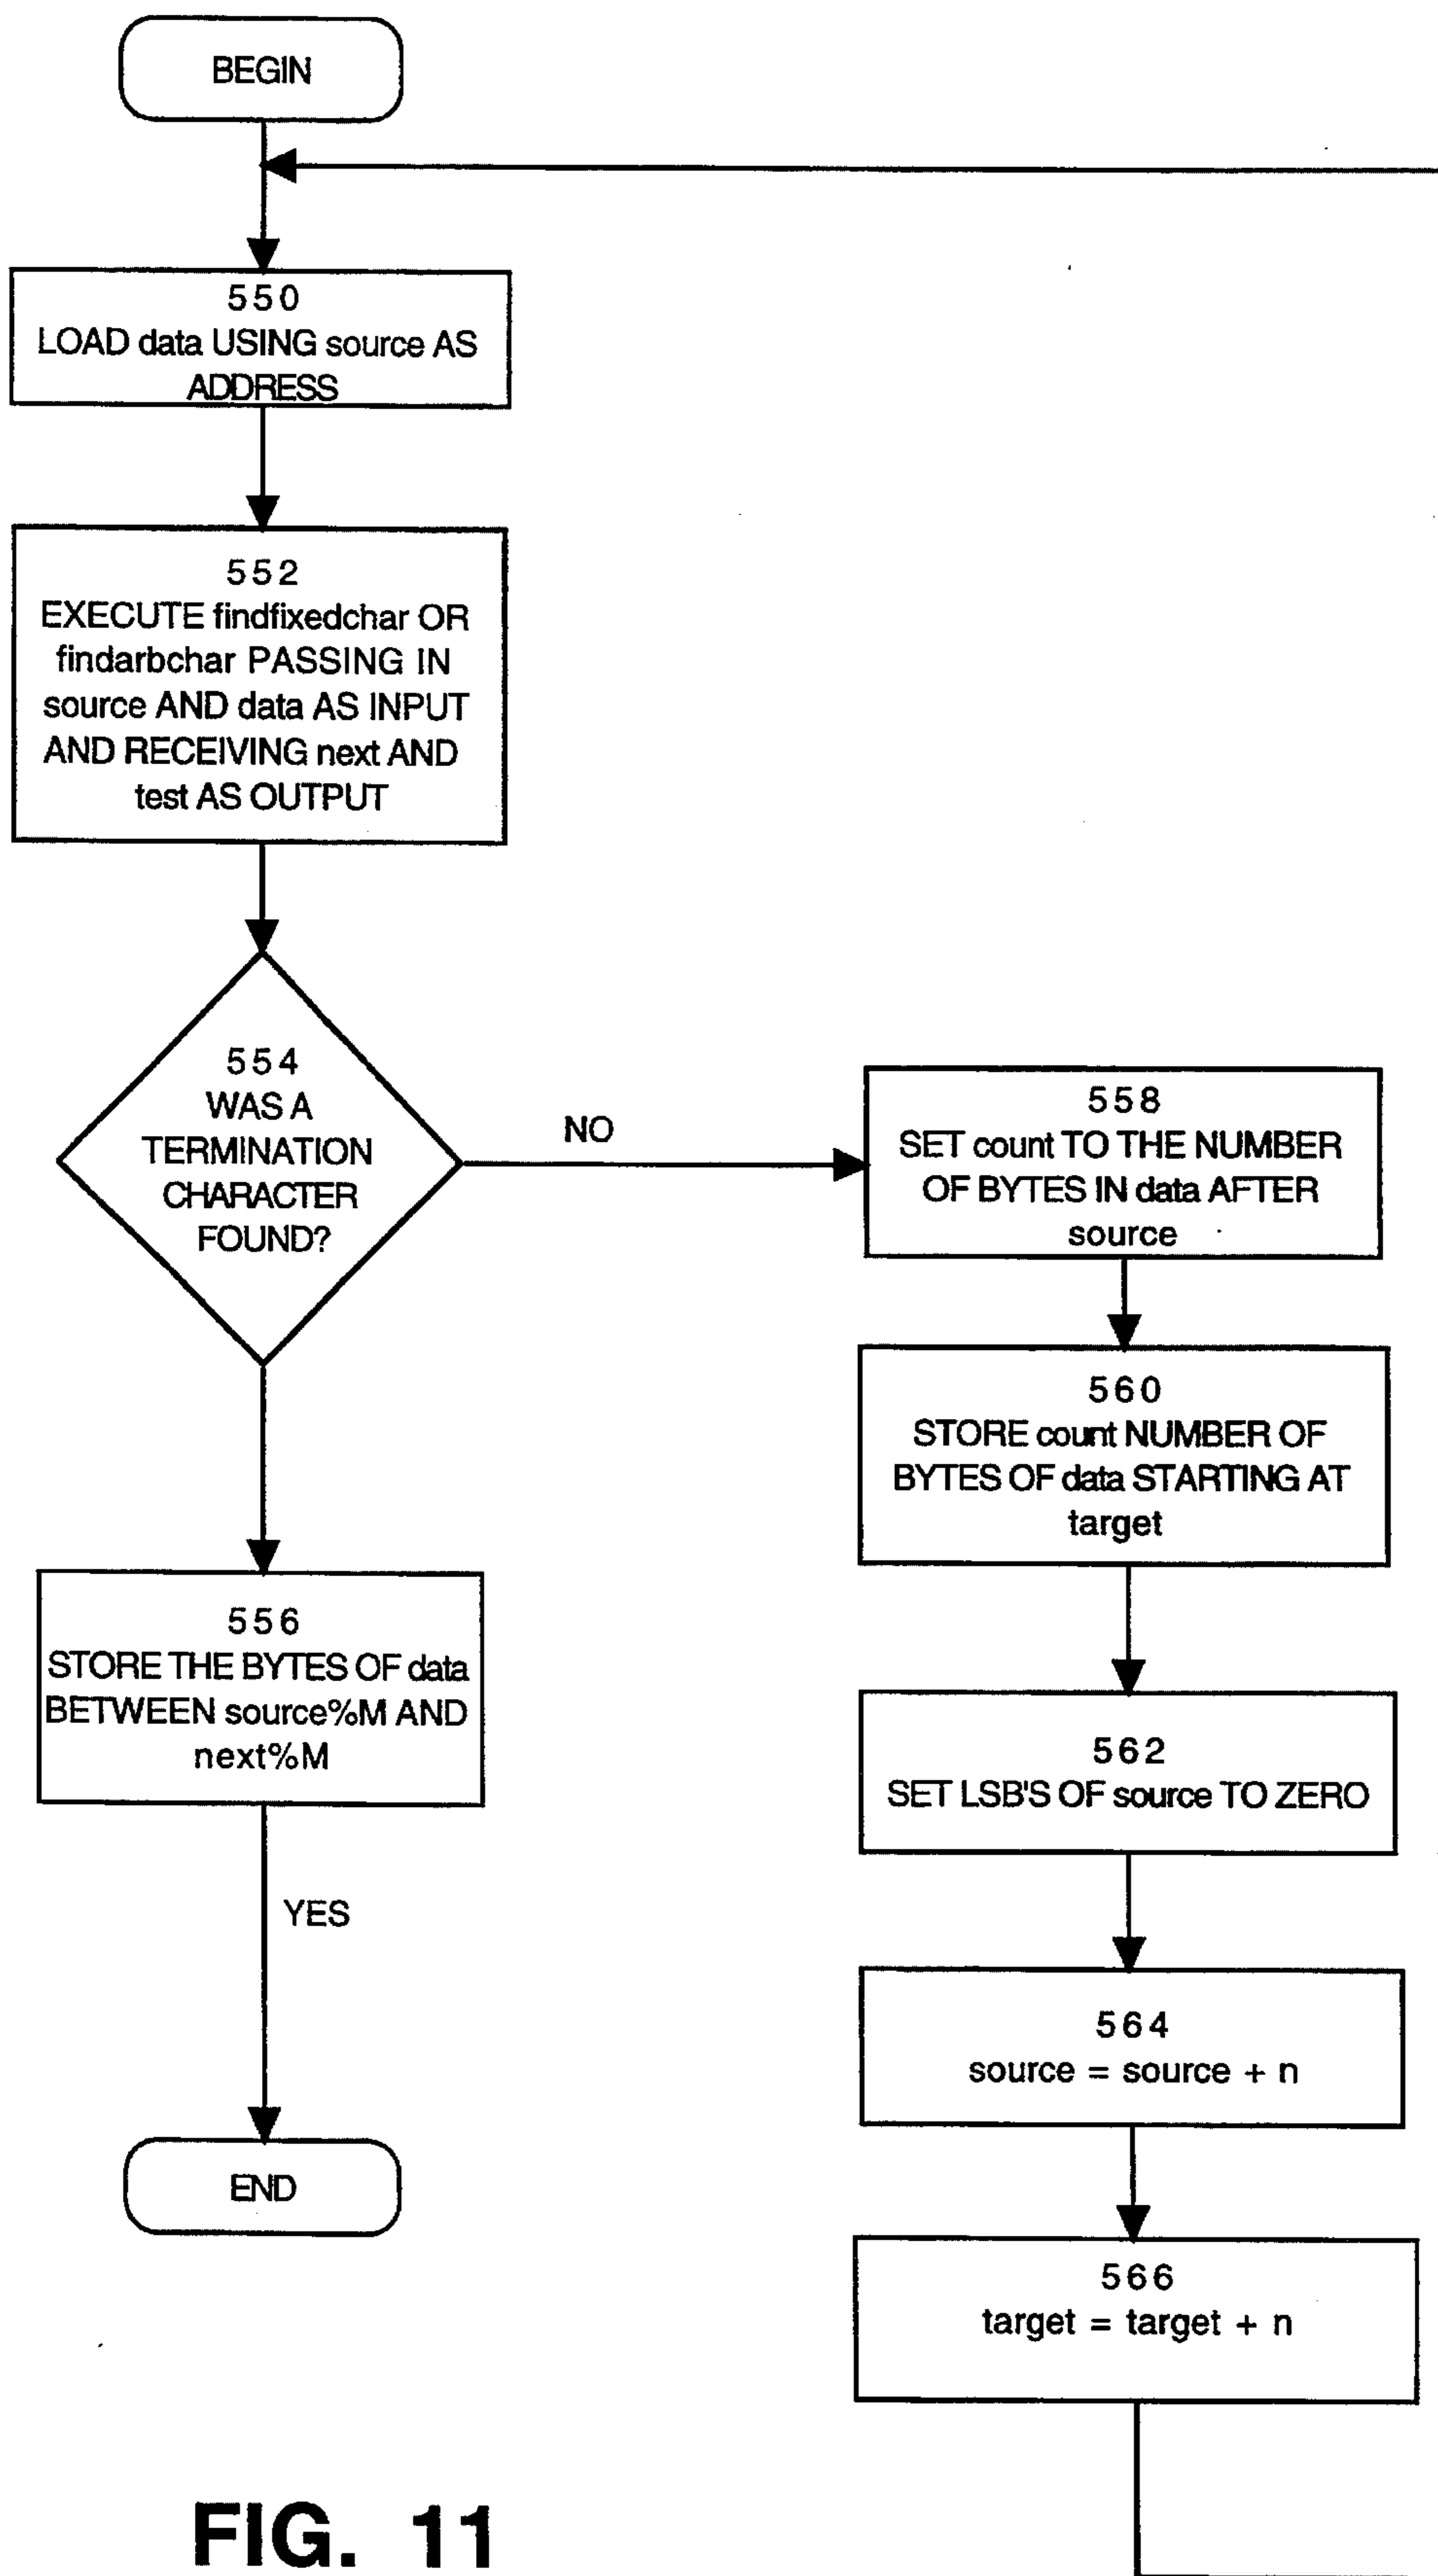 BEGIN
550
LOAD data USING source AS
ADDRESS
552
EXECUTE findfixedchar OR
findarbchar PASSING IN
source AND data AS INPUT
AND RECEIVING next AND
test AS OUTPUT
554
WAS A
TERMINATION
CHARACTER
FOUND?
NO
558
SET count TO THE NUMBER
OF BYTES IN data AFTER
source
560
STORE count NUMBER OF
BYTES OF data STARTING AT
target
556
STORE THE BYTES OF data
BETWEEN source%M AND
next%M
562
SET LSB'S OF source TO ZERO
YES
564
source = source + n
END
566
target = target + n
FIG. 11